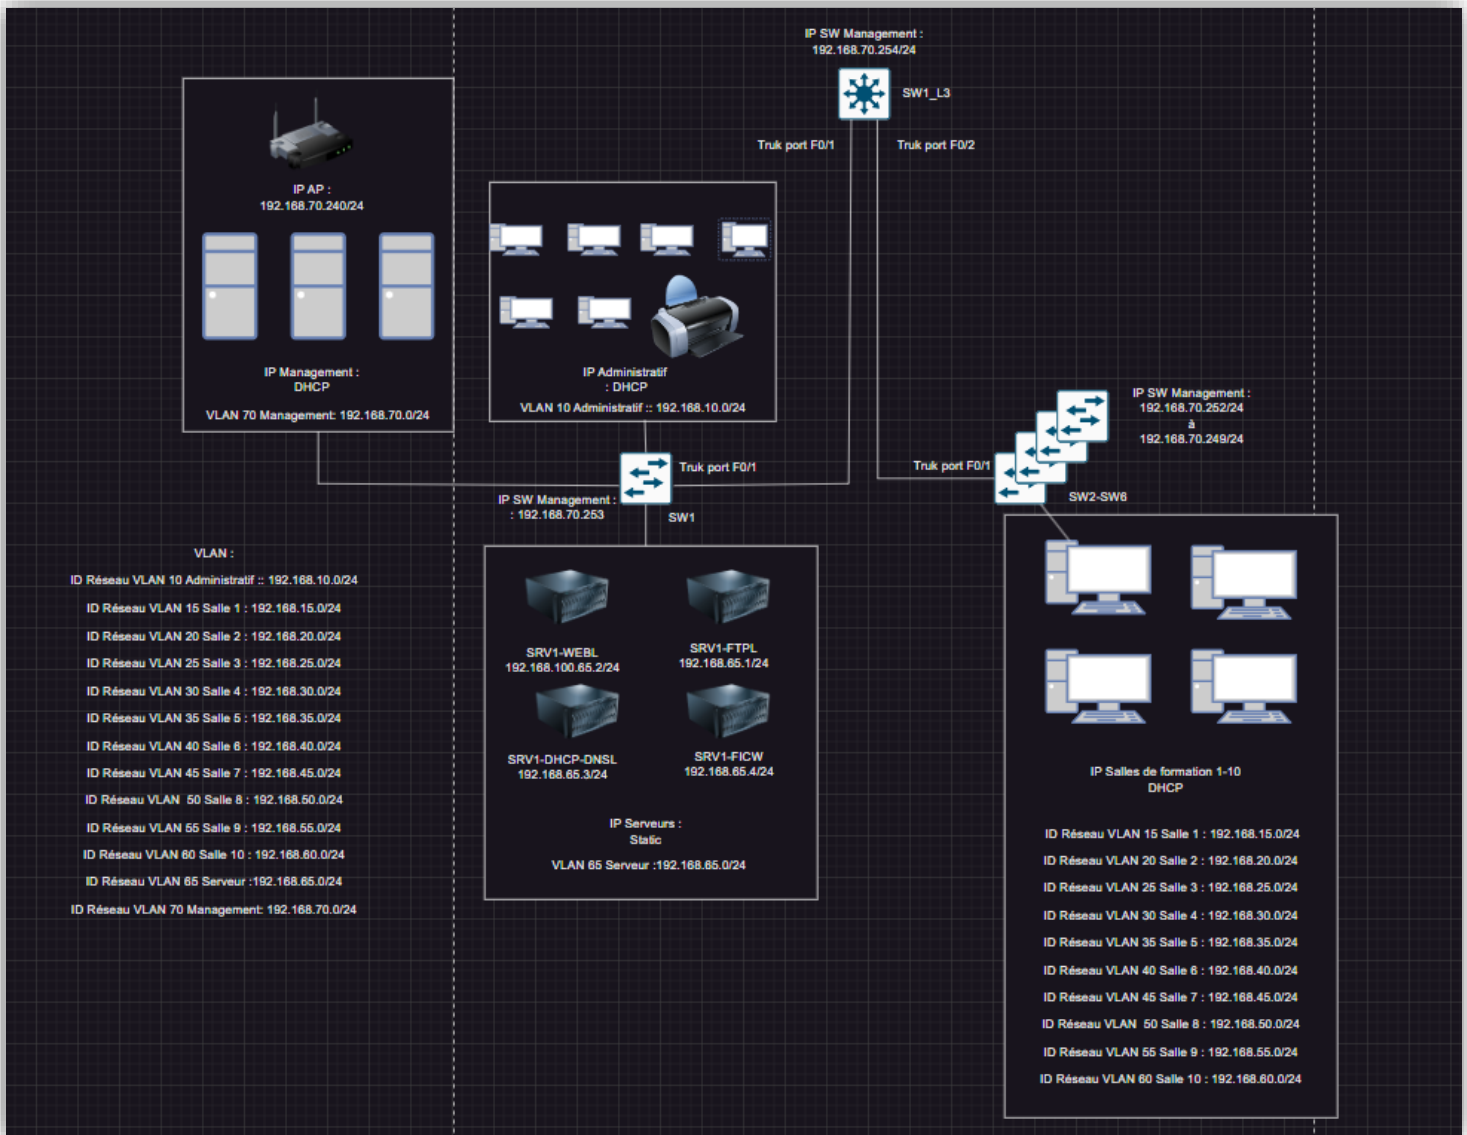 IP SW Management :
192.168.70.254/24
SW1_L3
Truk port F0/1
Truk port F0/2
IP AP :
192.168.70.240/24
IP Management :
DHCP
VLAN 70 Management: 192.168.70.0/24
IP Administratif
: DHCP
VLAN 10 Administratif :: 192.168.10.0/24
Truk port F0/1
IP SW Management :
: 192.168.70.253
SW1
IP SW Management :
192.168.70.252/24
à
192.168.70.249/24
Truk port F0/1
SW2-SW6
VLAN :
ID Réseau VLAN 10 Administratif :: 192.168.10.0/24
ID Réseau VLAN 15 Salle 1 : 192.168.15.0/24
ID Réseau VLAN 20 Salle 2 : 192.168.20.0/24
ID Réseau VLAN 25 Salle 3 : 192.168.25.0/24
ID Réseau VLAN 30 Salle 4 : 192.168.30.0/24
ID Réseau VLAN 35 Salle 5 : 192.168.35.0/24
ID Réseau VLAN 40 Salle 6 : 192.168.40.0/24
ID Réseau VLAN 45 Salle 7 : 192.168.45.0/24
ID Réseau VLAN  50 Salle 8 : 192.168.50.0/24
ID Réseau VLAN 55 Salle 9 : 192.168.55.0/24
ID Réseau VLAN 60 Salle 10 : 192.168.60.0/24
ID Réseau VLAN 65 Serveur :192.168.65.0/24
ID Réseau VLAN 70 Management: 192.168.70.0/24
SRV1-WEBL
192.168.100.65.2/24
SRV1-FTPL
192.168.65.1/24
SRV1-DHCP-DNSL
192.168.65.3/24
SRV1-FICW
192.168.65.4/24
IP Serveurs :
Static
VLAN 65 Serveur :192.168.65.0/24
IP Salles de formation 1-10
DHCP
ID Réseau VLAN 15 Salle 1 : 192.168.15.0/24
ID Réseau VLAN 20 Salle 2 : 192.168.20.0/24
ID Réseau VLAN 25 Salle 3 : 192.168.25.0/24
ID Réseau VLAN 30 Salle 4 : 192.168.30.0/24
ID Réseau VLAN 35 Salle 5 : 192.168.35.0/24
ID Réseau VLAN 40 Salle 6 : 192.168.40.0/24
ID Réseau VLAN 45 Salle 7 : 192.168.45.0/24
ID Réseau VLAN  50 Salle 8 : 192.168.50.0/24
ID Réseau VLAN 55 Salle 9 : 192.168.55.0/24
ID Réseau VLAN 60 Salle 10 : 192.168.60.0/24